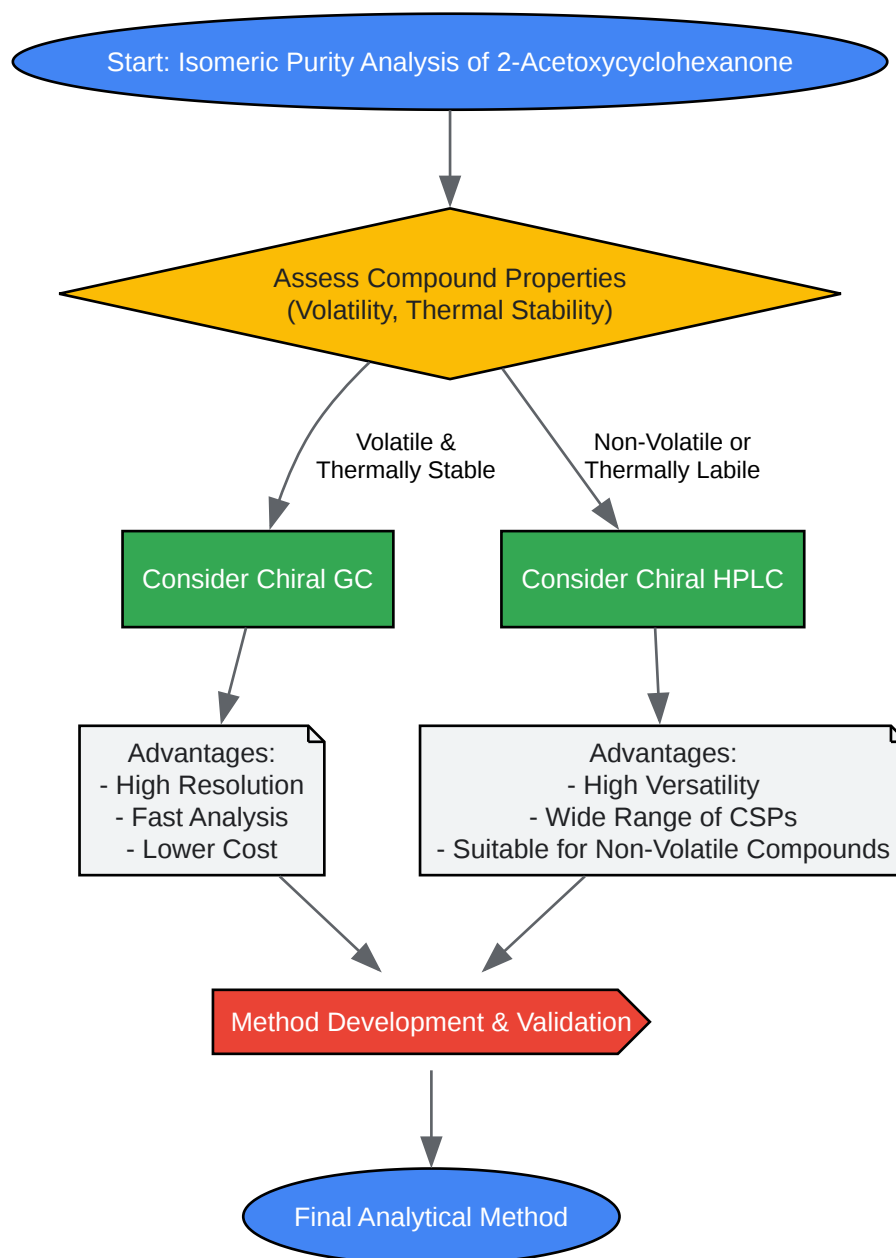 Start: Isomeric Purity Analysis of 2-Acetoxycyclohexanone
Assess Compound Properties
(Volatility, Thermal Stability)
Volatile &
Thermally Stable
Non-Volatile or
Thermally Labile
Consider Chiral GC
Consider Chiral HPLC
Advantages:
- High Resolution
- Fast Analysis
- Lower Cost
Advantages:
- High Versatility
- Wide Range of CSPs
- Suitable for Non-Volatile Compounds
Method Development & Validation
Final Analytical Method